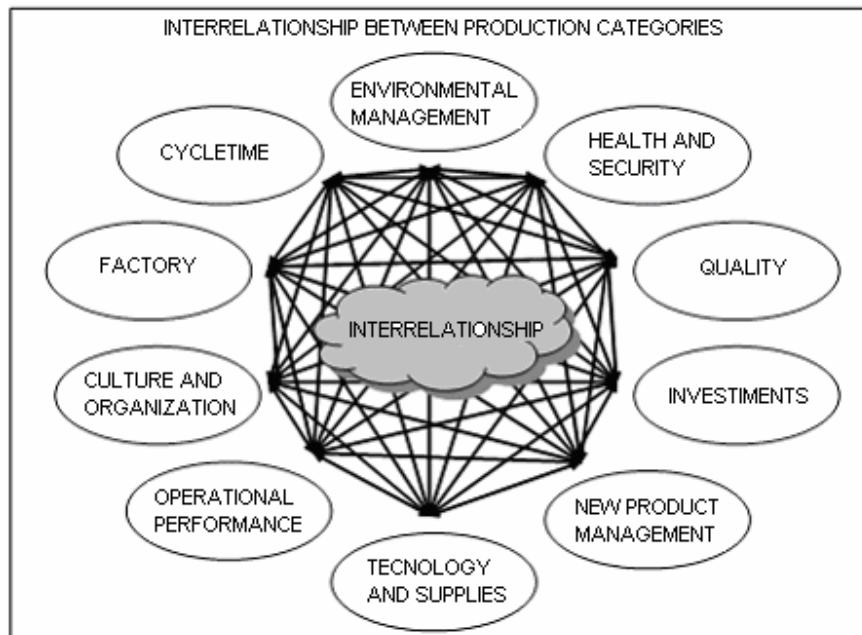 INTERRELATIONSHIP BETWEEN PRODUCTION CATEGORIES
ENVIRONMENTAL
MANAGEMENT
CYCLETIME
HEALTH AND
SECURITY
FACTORY
QUALITY
INTERRELATIONSHIP
CULTURE AND
ORGANIZATION
INVESTIMENTS
OPERATIONAL
PERFORMANCE
NEW PRODUCT
MANAGEMENT
TECNOLOGY
AND SUPPLIES